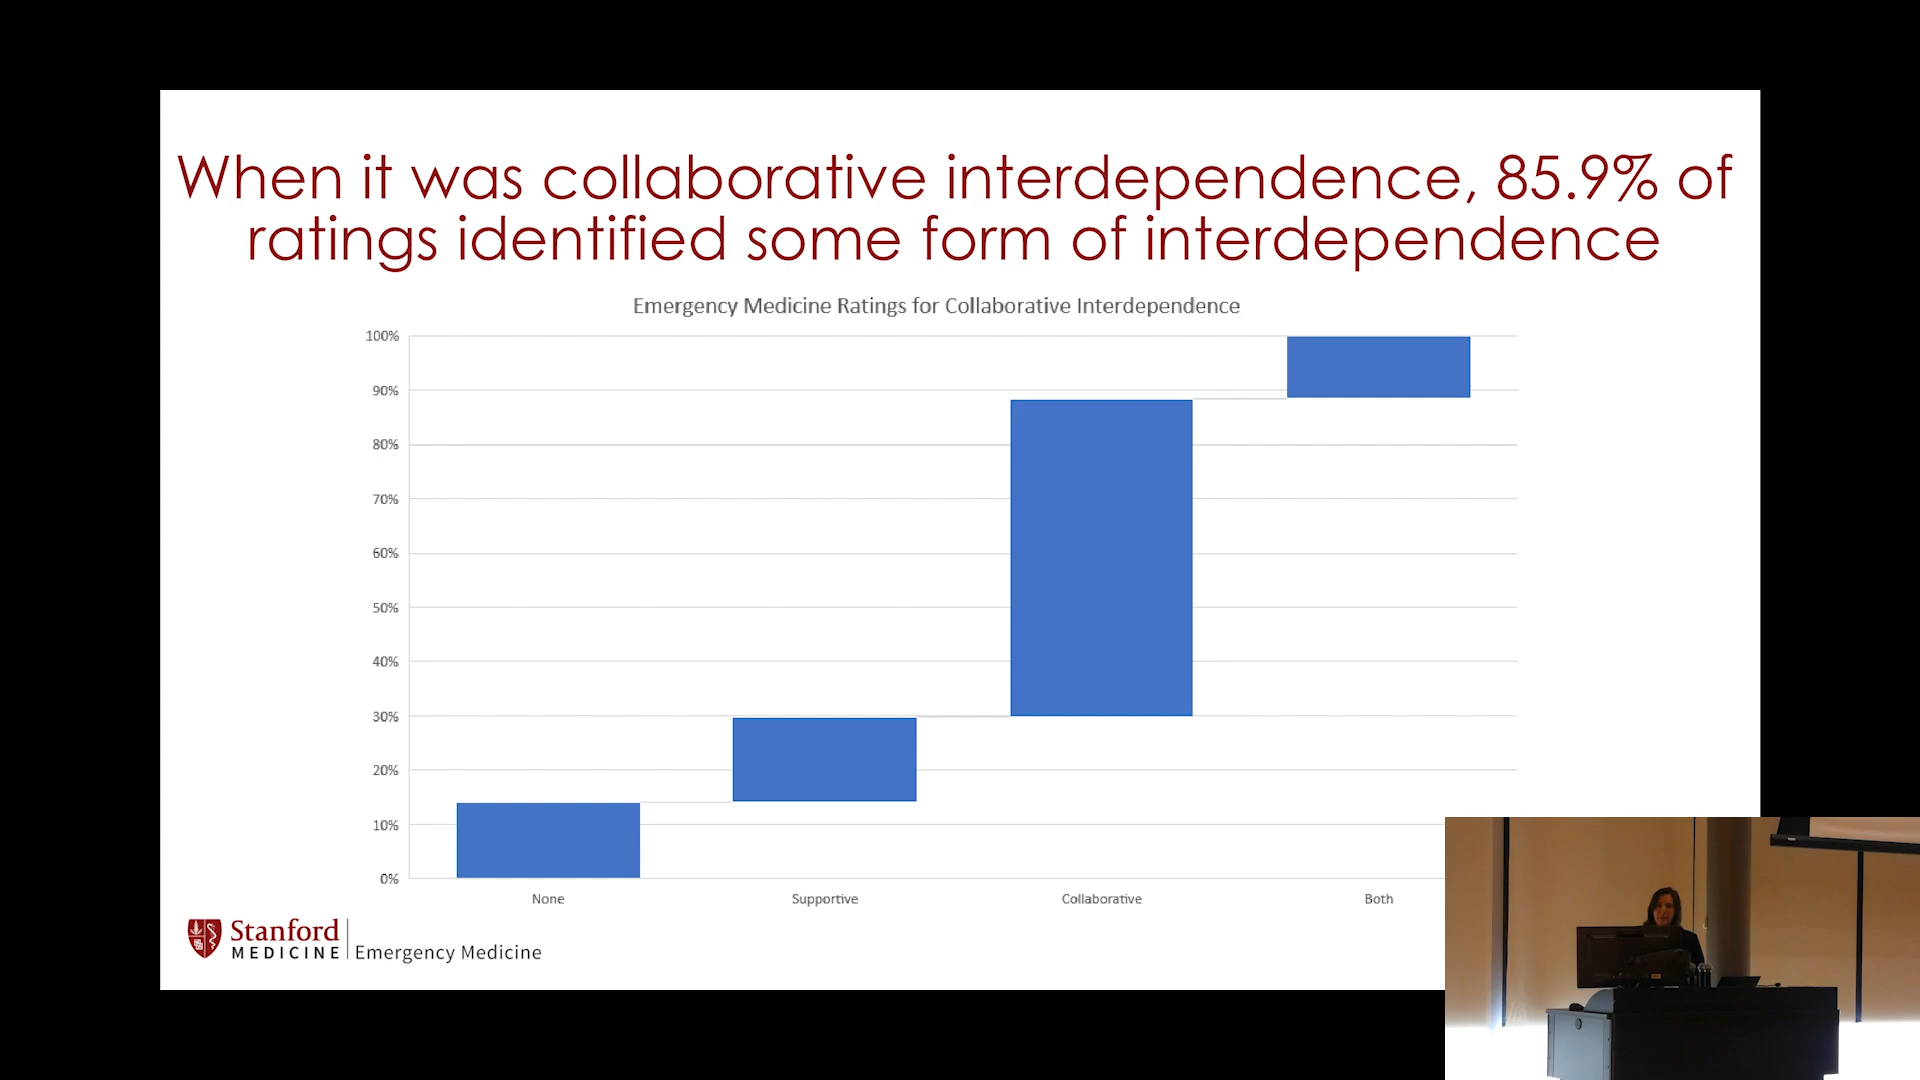 When it was collaborative interdependence, 85.9% of
ratings identified some form of interdependence
Emergency Medicine Ratings for Collaborative Interdependence
100%
90%
80%
70%
60%
50%
40%
30%
20%
10%
0%
None Supportive Collaborative Both
Stanford
MEDICINE Emergency Medicine